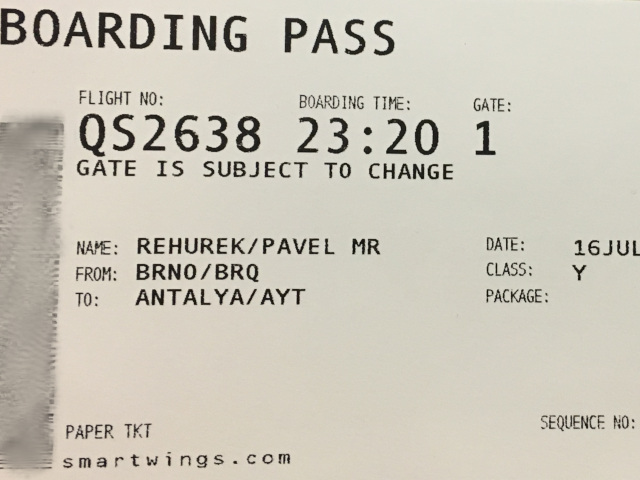 BOARDING PASS
FLIGHT NO: BOARDING TIME: GATE:
QS2638 23:20 1
GATE IS SUBJECT TO CHANGE
NAME: REHUREK/PAVEL MR DATE: 16JUL
FROM: BRNO/BRQ CLASS: Y
TO: ANTALYA/AYT PACKAGE:
SEQUENCE NO:
PAPER TKT
smartwings.com